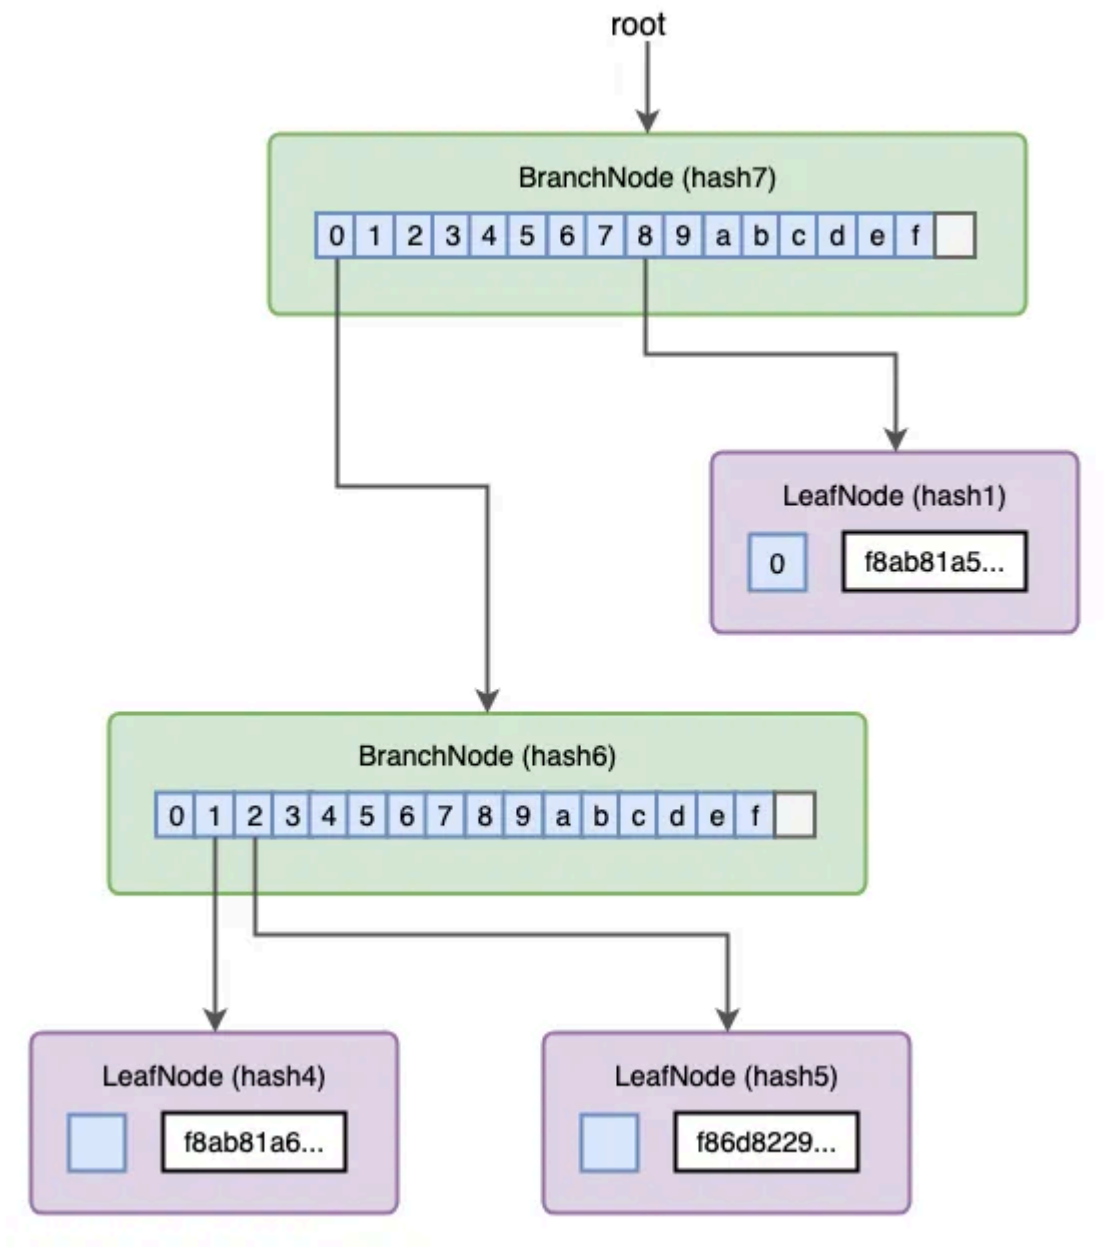 root
BranchNode (hash7)
0 1 2 3 4 5 6 7 8 9 a b c d e f
LeafNode (hash1)
0 f8ab81a5...
BranchNode (hash6)
0 1 2 3 4 5 6 7 8 9 a b c d e f
LeafNode (hash4)
f8ab81a6...
LeafNode (hash5)
f86d8229...